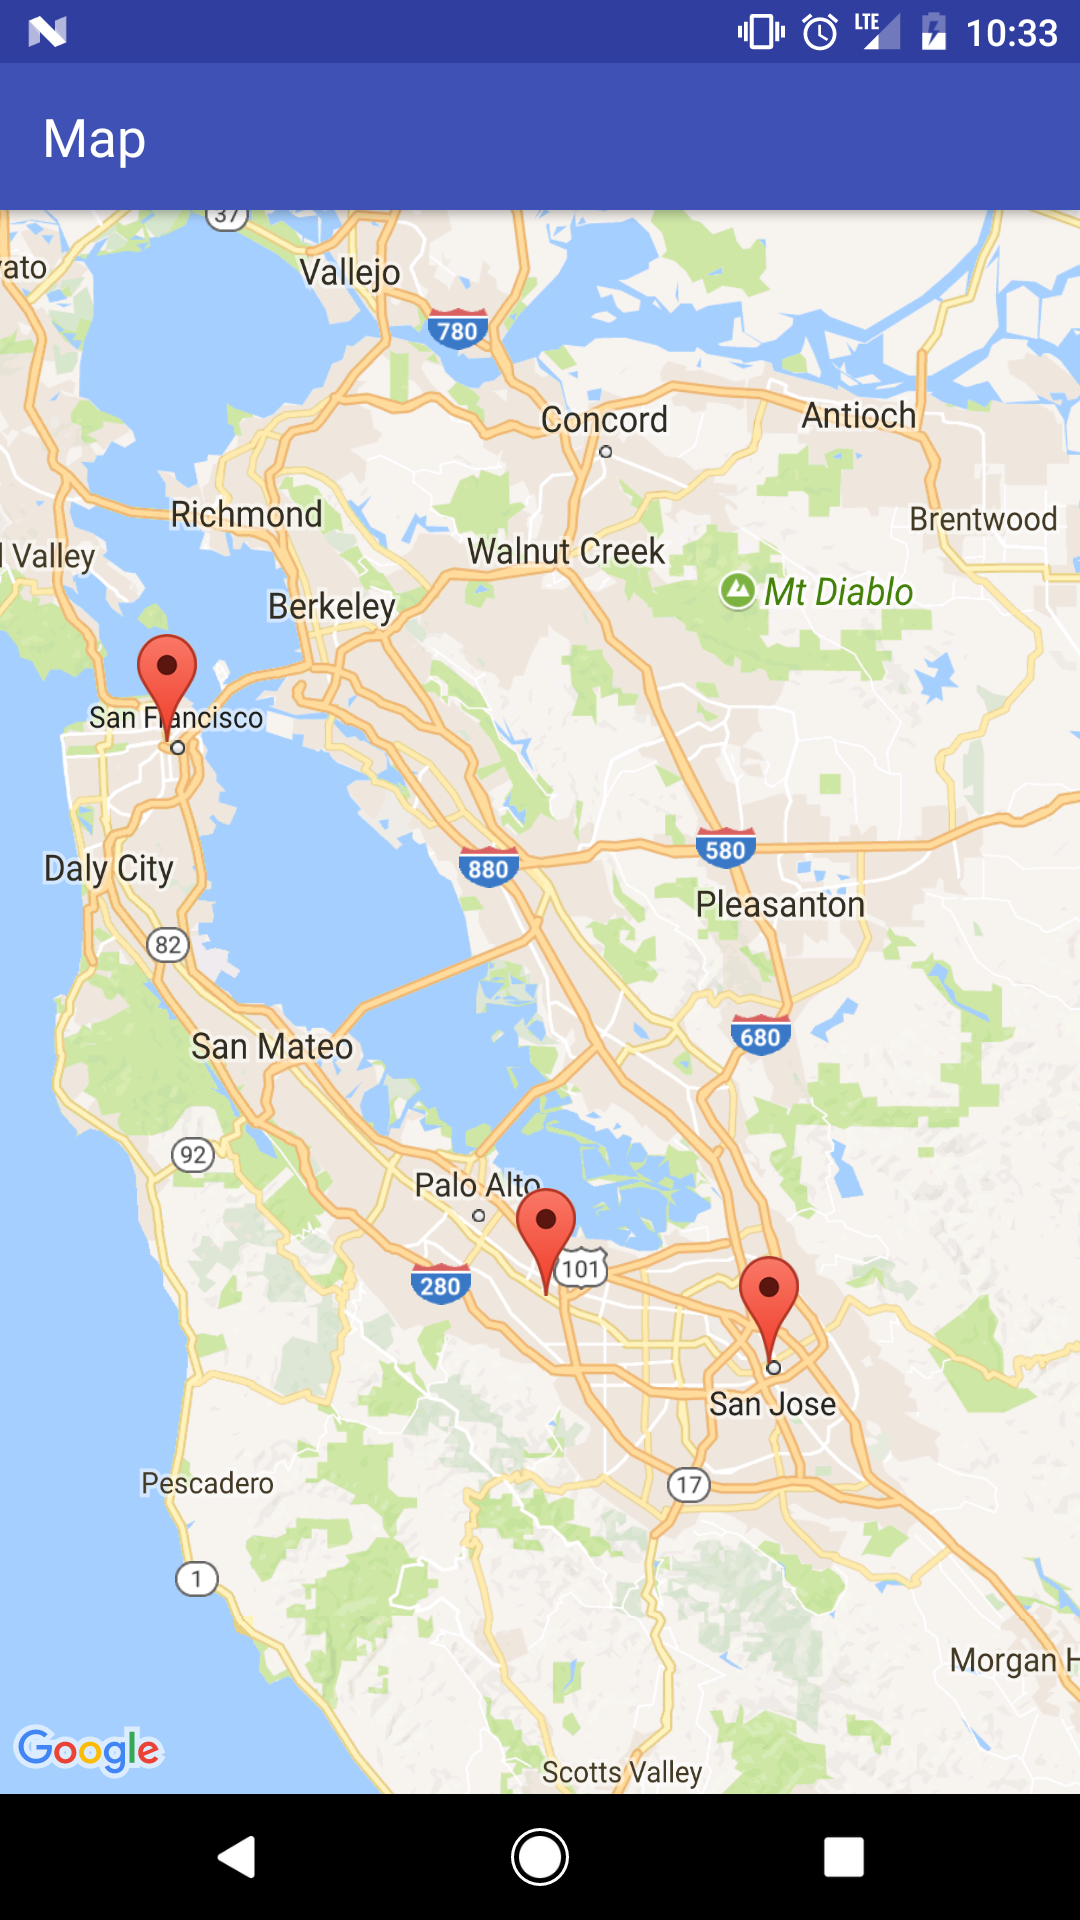 LTE 10:33
Map
37
Vallejo
780
Concord
Antioch
Richmond
Brentwood
Valley
Walnut Creek
Mt Diablo
Berkeley
San Francisco
580
880
Daly City
Pleasanton
82
680
San Mateo
92
Palo Alto
101
280
San Jose
Pescadero
17
1
Morgan H
Google
Scotts Valley